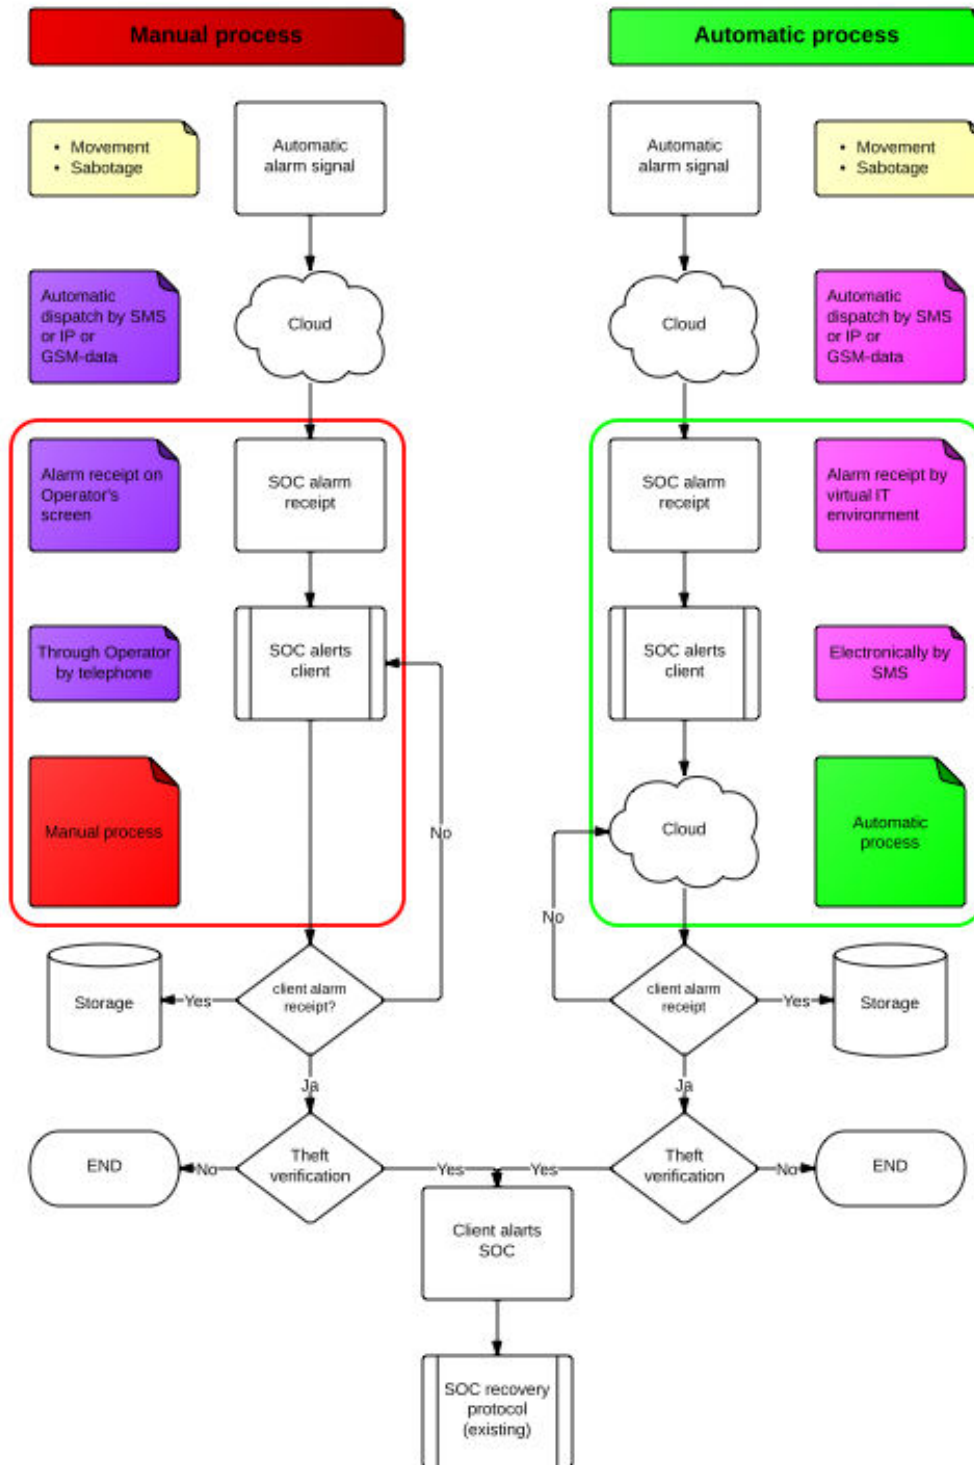 Manual process
Automatic process
• Movement
• Sabotage
Automatic
alarm signal
Automatic
alarm signal
• Movement
• Sabotage
Automatic
dispatch by SMS
or IP or
GSM-data
Cloud
Cloud
Automatic
dispatch by SMS
or IP or
GSM-data
Alarm receipt on
Operator's
screen
SOC alarm
receipt
SOC alarm
receipt
Alarm receipt by
virtual IT
environment
Through Operator
by telephone
SOC alerts
client
SOC alerts
client
Electronically by
SMS
Manual process
No
Cloud
Automatic
process
No
Storage
Yes
client alarm
receipt?
client alarm
receipt
Yes
Storage
Ja
Ja
END
No
Theft
verification
Yes
Yes
Theft
verification
No
END
Client alarts
SOC
SOC recovery
protocol
(existing)